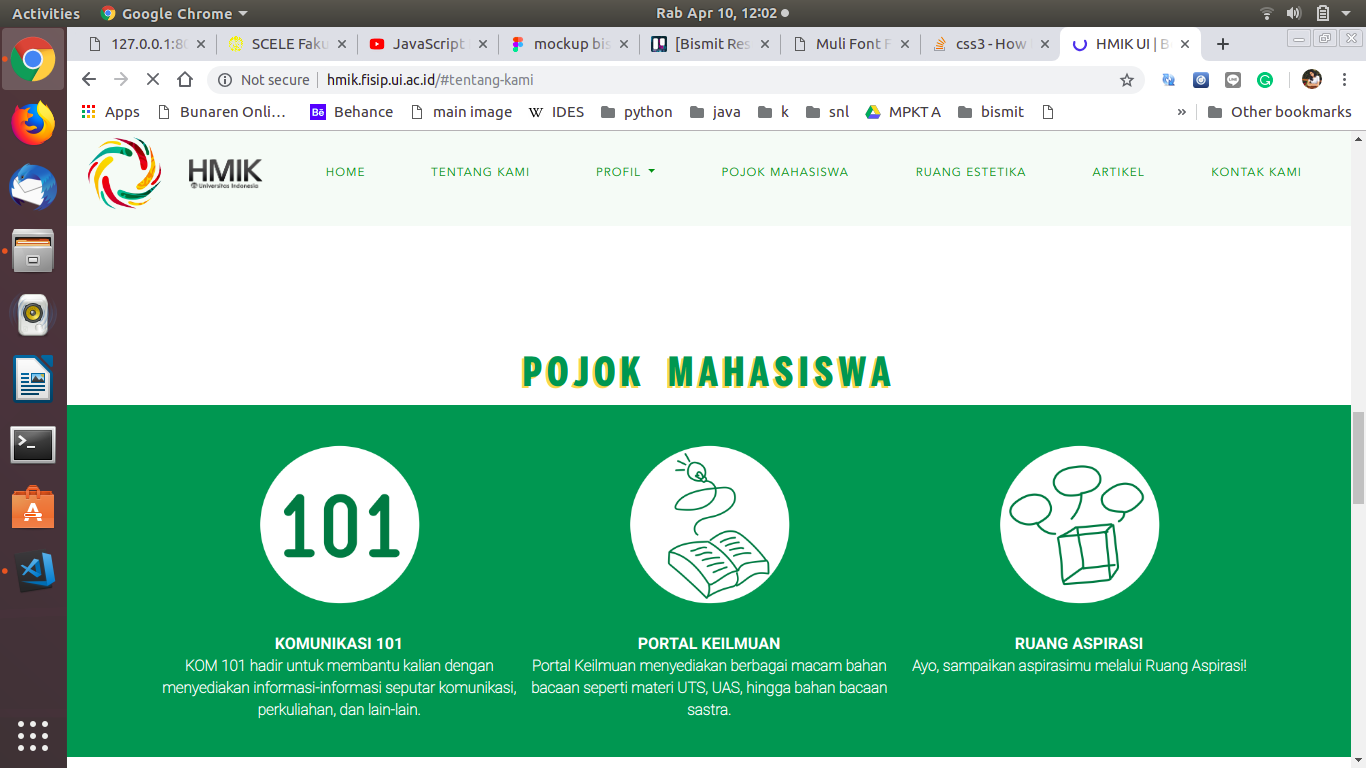 Activities
Google Chrome
Rab Apr 10, 12:02
127.0.0.1:80
SCELE Faku
JavaScript
mockup bis
[Bismit Res
Muli Font F
css3 - How
HMIK UI | B
Not secure
hmik.fisip.ui.ac.id/#tentang-kami
Apps
Bunaren Onli...
Bē Behance
main image
W IDES
python
java
k
snl
MPKT A
bismit
»
Other bookmarks
HMIK
Universitas Indonesia
HOME
TENTANG KAMI
PROFIL
POJOK MAHASISWA
RUANG ESTETIKA
ARTIKEL
KONTAK KAMI
POJOK MAHASISWA
101
KOMUNIKASI 101
KOM 101 hadir untuk membantu kalian dengan
menyediakan informasi-informasi seputar komunikasi,
perkuliahan, dan lain-lain.
PORTAL KEILMUAN
Portal Keilmuan menyediakan berbagai macam bahan
bacaan seperti materi UTS, UAS, hingga bahan bacaan
sastra.
RUANG ASPIRASI
Ayo, sampaikan aspirasimu melalui Ruang Aspirasi!